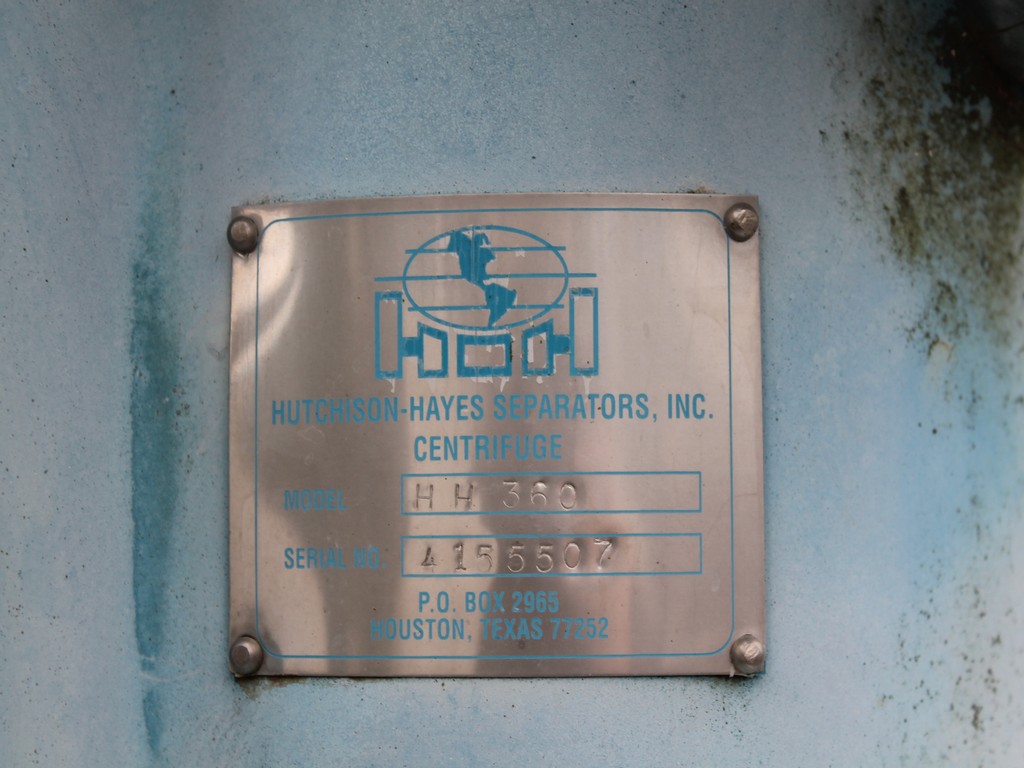 HUTCHISON-HAYES SEPARATORS, INC.
CENTRIFUGE
MODEL HH 360
SERIAL NO. 4155507
P.O. BOX 2965
HOUSTON, TEXAS 77252